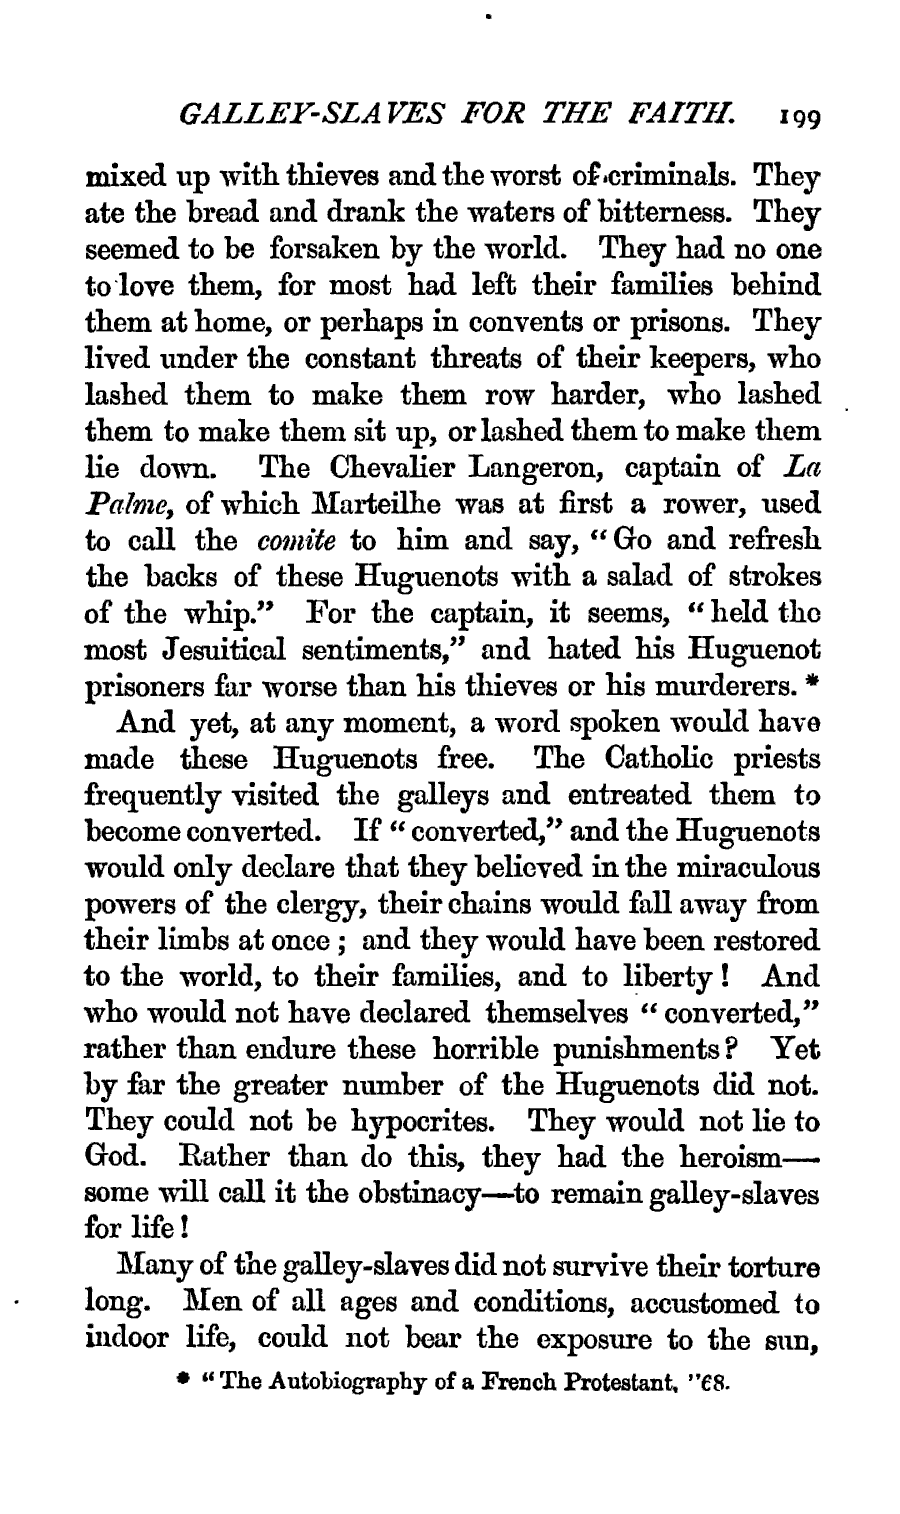 GALLEY-SLAVES FOR THE FAITH. 199
mixed up with thieves and the worst of criminals. They
ate the bread and drank the waters of bitterness. They
seemed to be forsaken by the world. They had no one
to love them, for most had left their families behind
them at home, or perhaps in convents or prisons. They
lived under the constant threats of their keepers, who
lashed them to make them row harder, who lashed
them to make them sit up, or lashed them to make them
lie down. The Chevalier Langeron, captain of La
Palme, of which Marteilhe was at first a rower, used
to call the comite to him and say, “Go and refresh
the backs of these Huguenots with a salad of strokes
of the whip.” For the captain, it seems, “held the
most Jesuitical sentiments,” and hated his Huguenot
prisoners far worse than his thieves or his murderers. *
And yet, at any moment, a word spoken would have
made these Huguenots free. The Catholic priests
frequently visited the galleys and entreated them to
become converted. If “converted,” and the Huguenots
would only declare that they believed in the miraculous
powers of the clergy, their chains would fall away from
their limbs at once ; and they would have been restored
to the world, to their families, and to liberty ! And
who would not have declared themselves “converted,”
rather than endure these horrible punishments ? Yet
by far the greater number of the Huguenots did not.
They could not be hypocrites. They would not lie to
God. Rather than do this, they had the heroism—
some will call it the obstinacy—to remain galley-slaves
for life !
Many of the galley-slaves did not survive their torture
long. Men of all ages and conditions, accustomed to
indoor life, could not bear the exposure to the sun,
* “The Autobiography of a French Protestant, ”68.